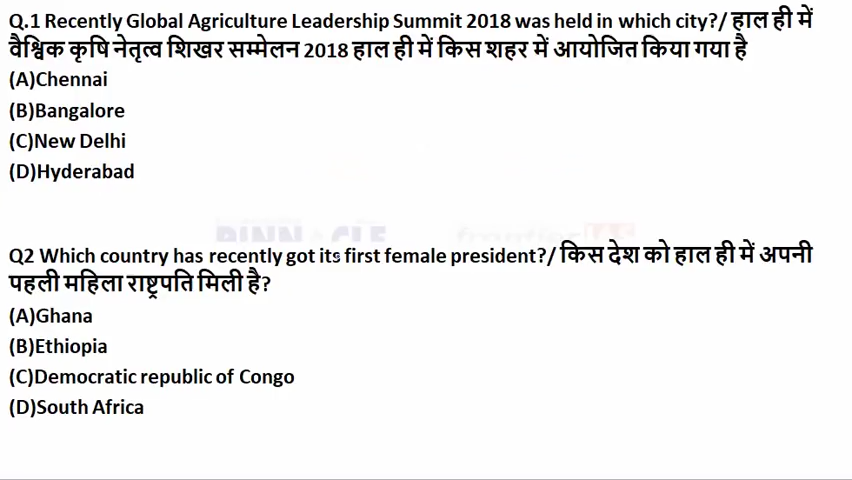 Q.1 Recently Global Agriculture Leadership Summit 2018 was held in which city?/ हाल ही में
वैश्विक कृषि नेतृत्व शिखर सम्मेलन 2018 हाल ही में किस शहर में आयोजित किया गया है
(A)Chennai
(B)Bangalore
(C)New Delhi
(D)Hyderabad
Q2 Which country has recently got its first female president?/ किस देश को हाल ही में अपनी
पहली महिला राष्ट्रपति मिली है?
(A)Ghana
(B)Ethiopia
(C)Democratic republic of Congo
(D)South Africa